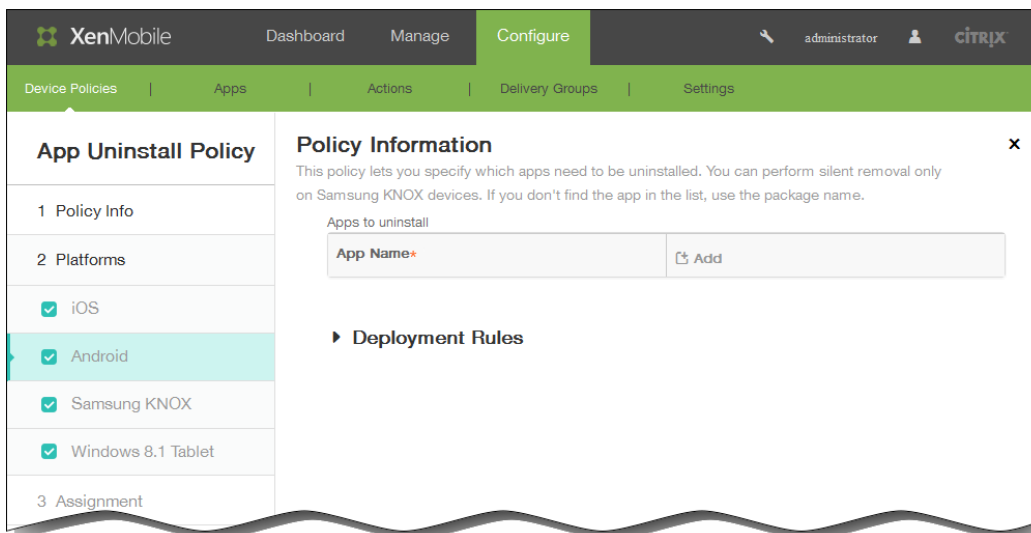 XenMobile Dashboard Manage Configure administrator CİTRIX
Device Policies | Apps | Actions | Delivery Groups | Settings
App Uninstall Policy
1 Policy Info
2 Platforms
iOS
Android
Samsung KNOX
Windows 8.1 Tablet
3 Assignment
Policy Information
This policy lets you specify which apps need to be uninstalled. You can perform silent removal only
on Samsung KNOX devices. If you don't find the app in the list, use the package name.
Apps to uninstall
App Name* Add
Deployment Rules